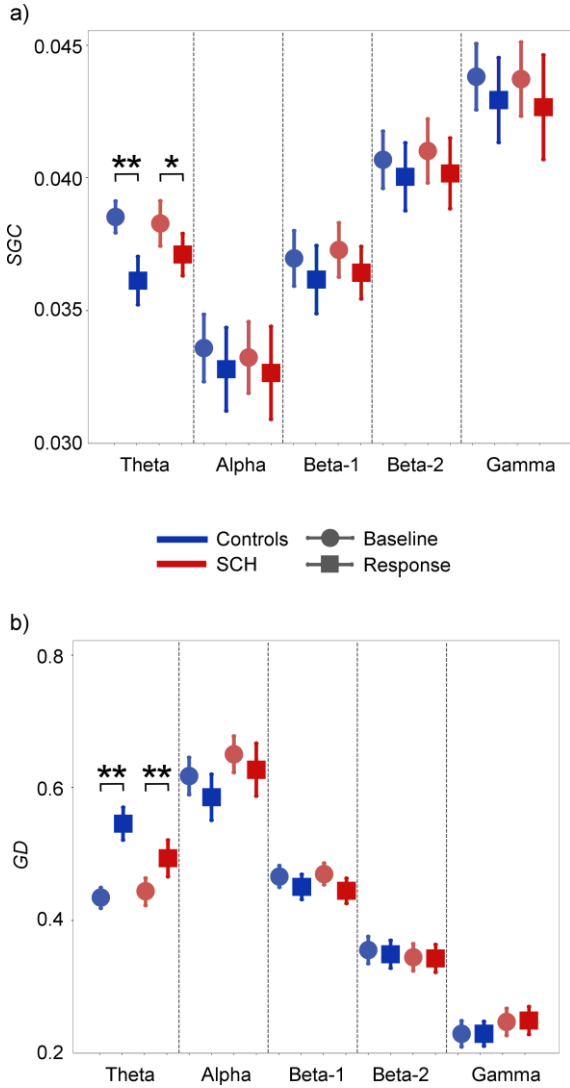 a)
0.045
0.040
0.035
0.030
SGC
** *
Theta Alpha Beta-1 Beta-2 Gamma
Controls Baseline
SCH Response
b)
0.8
0.6
0.4
0.2
GD
** **
Theta Alpha Beta-1 Beta-2 Gamma